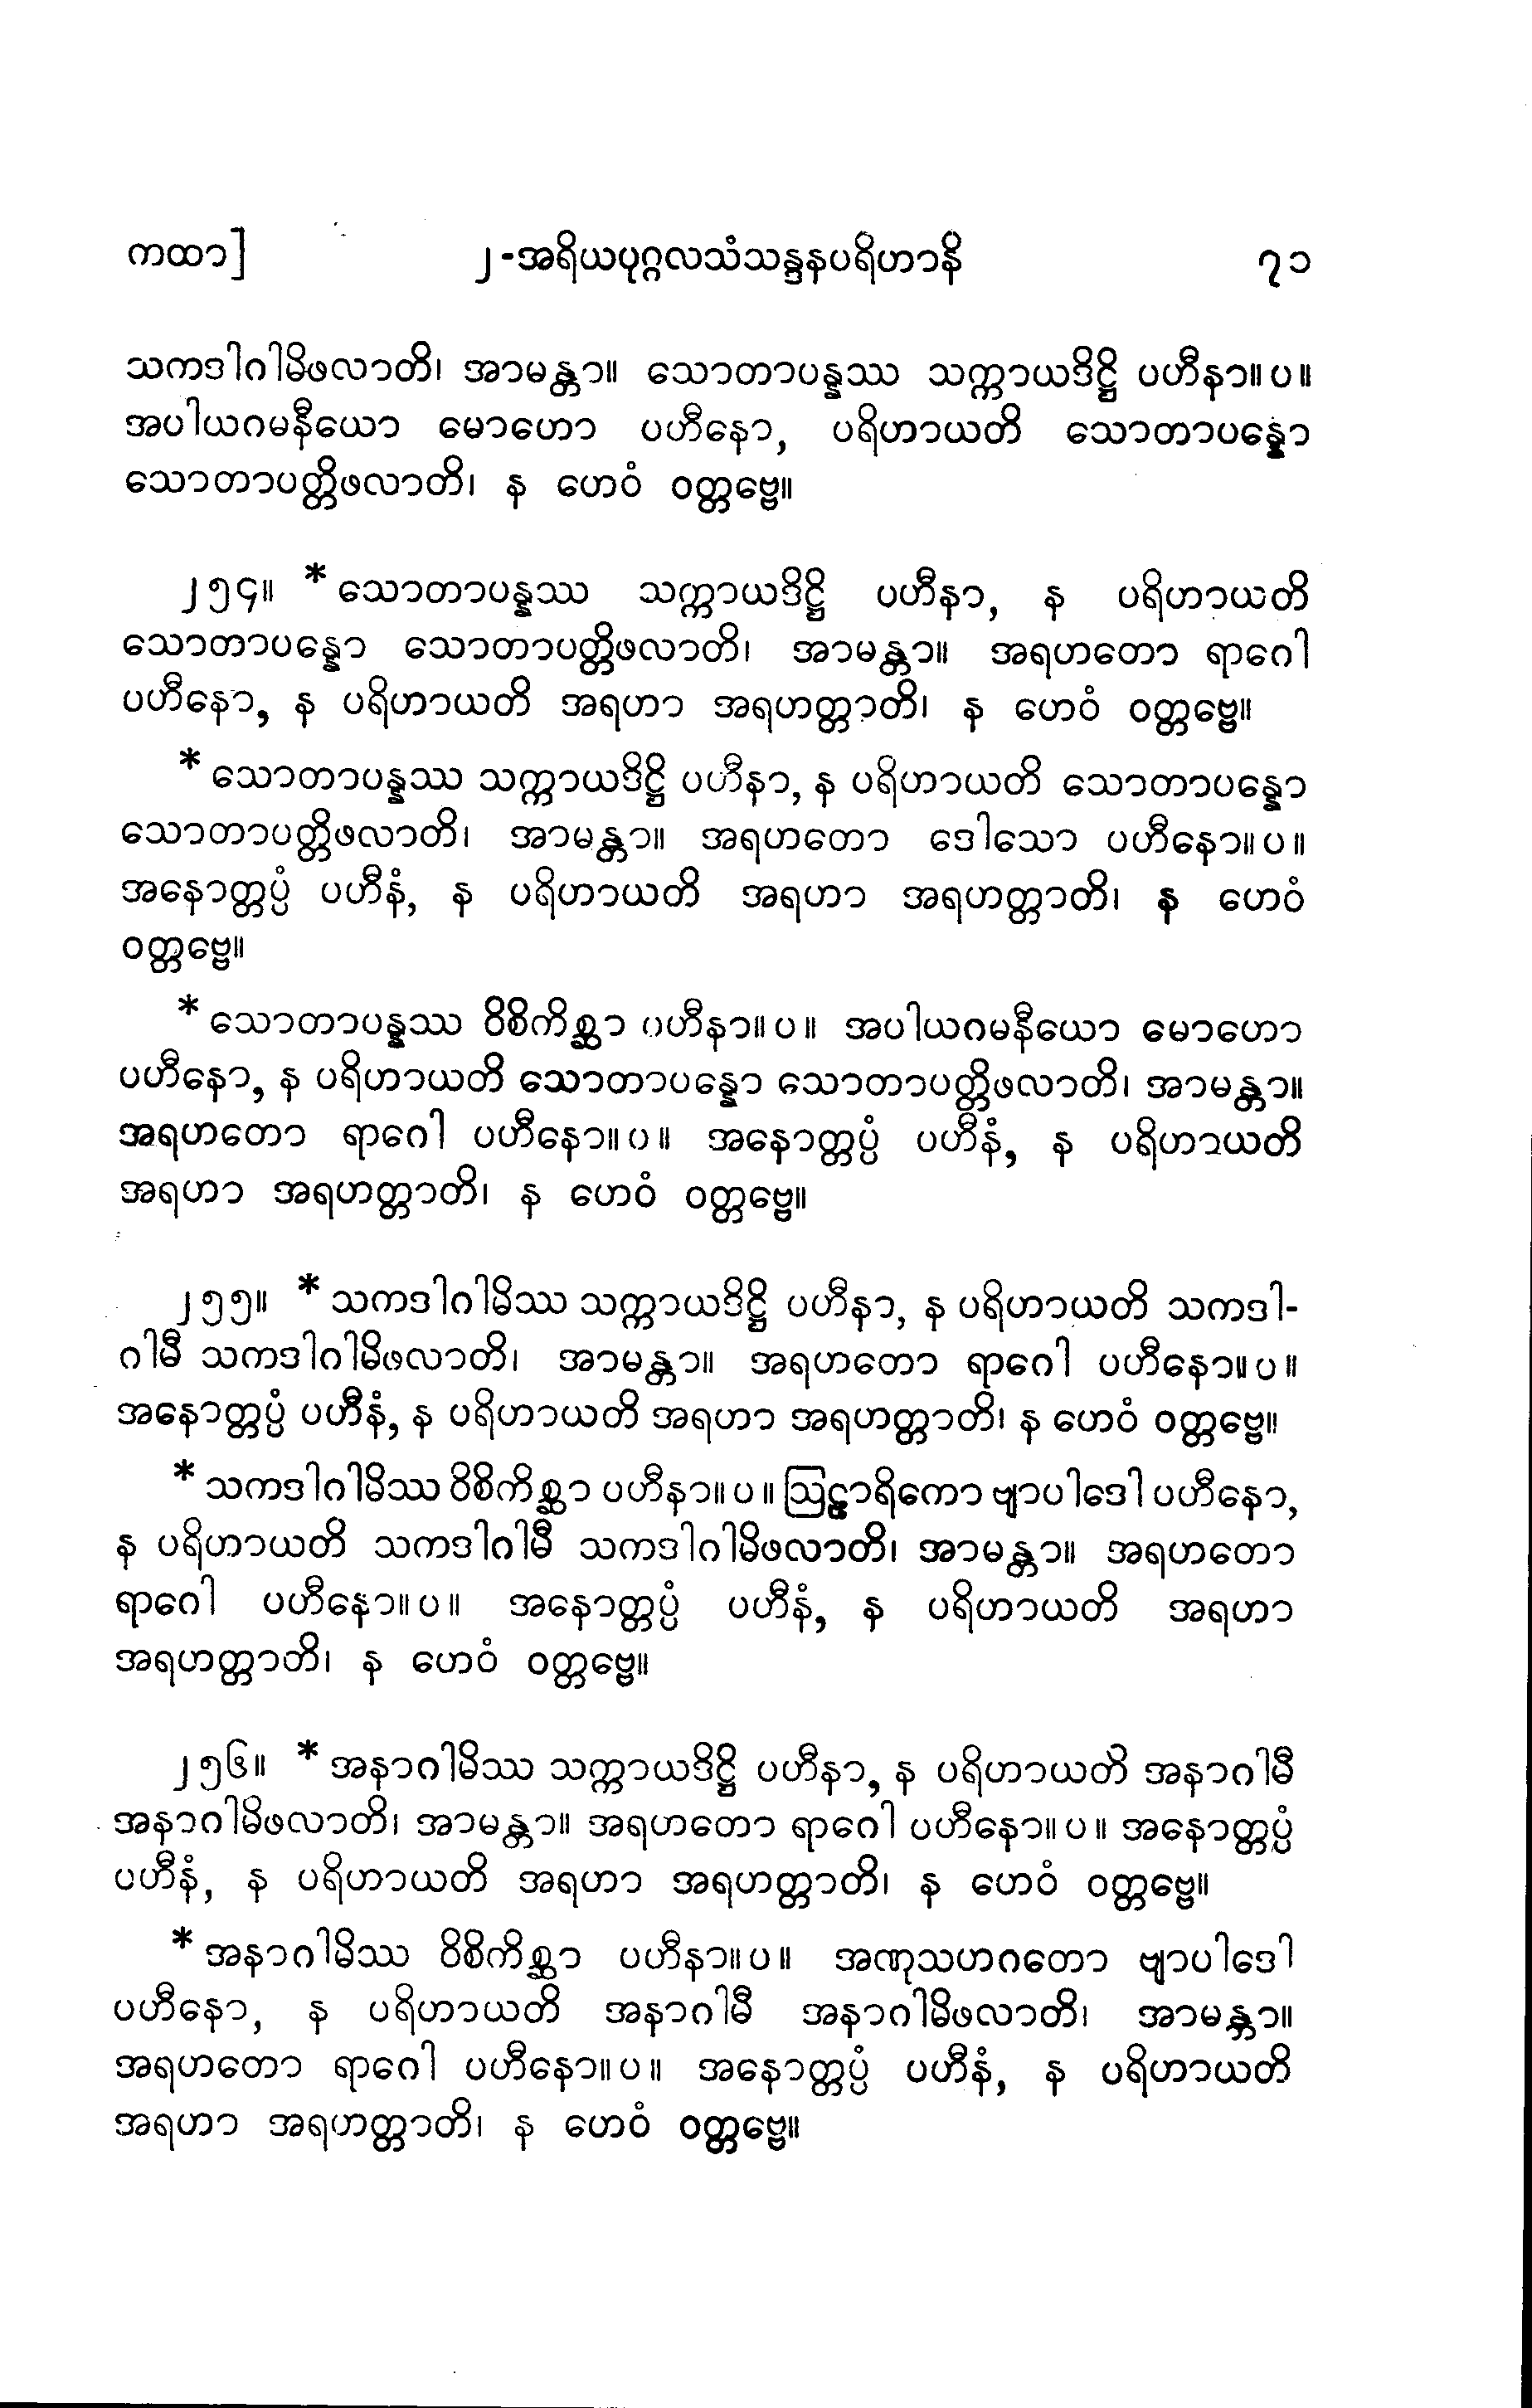 ကထာ] ၂-အရိယပုဂ္ဂလသံသန္ဒနပရိဟာနိ ၇၁
သကဒါဂါမိဖလာတိ၊ အာမန္တာ။ သောတာပန္နဿ သက္ကာယဒိဋ္ဌိ ပဟီနာ။ပ။
အပါယဂမနီယော မောဟော ပဟီနော, ပရိဟာယတိ သောတာပန္နော
သောတာပတ္တိဖလာတိ၊ န ဟေဝံ ဝတ္တဗ္ဗေ။
၂၅၄။ *သောတာပန္နဿ သက္ကာယဒိဋ္ဌိ ပဟီနာ, န ပရိဟာယတိ
သောတာပန္နော သောတာပတ္တိဖလာတိ၊ အာမန္တာ။ အရဟတော ရာဂေါ
ပဟီနော, န ပရိဟာယတိ အရဟာ အရဟတ္တာတိ၊ န ဟေဝံ ဝတ္တဗ္ဗေ။
*သောတာပန္နဿ သက္ကာယဒိဋ္ဌိ ပဟီနာ, န ပရိဟာယတိ သောတာပန္နော
သောတာပတ္တိဖလာတိ၊ အာမန္တာ။ အရဟတော ဒေါသော ပဟီနော။ပ။
အနောတ္တပ္ပံ ပဟီနံ, န ပရိဟာယတိ အရဟာ အရဟတ္တာတိ၊ န ဟေဝံ
ဝတ္တဗ္ဗေ။
*သောတာပန္နဿ ဝိစိကိစ္ဆာ ပဟီနာ။ပ။ အပါယဂမနီယော မောဟော
ပဟီနော, န ပရိဟာယတိ သောတာပန္နော သောတာပတ္တိဖလာတိ၊ အာမန္တာ။
အရဟတော ရာဂေါ ပဟီနော။ပ။ အနောတ္တပ္ပံ ပဟီနံ, န ပရိဟာယတိ
အရဟာ အရဟတ္တာတိ၊ န ဟေဝံ ဝတ္တဗ္ဗေ။
၂၅၅။ *သကဒါဂါမိဿ သက္ကာယဒိဋ္ဌိ ပဟီနာ, န ပရိဟာယတိ သကဒါ-
ဂါမီ သကဒါဂါမိဖလာတိ၊ အာမန္တာ။ အရဟတော ရာဂေါ ပဟီနော။ပ။
အနောတ္တပ္ပံ ပဟီနံ, န ပရိဟာယတိ အရဟာ အရဟတ္တာတိ၊ န ဟေဝံ ဝတ္တဗ္ဗေ။
*သကဒါဂါမိဿ ဝိစိကိစ္ဆာ ပဟီနာ။ပ။ ဩဠာရိကော ဗျာပါဒေါ ပဟီနော,
န ပရိဟာယတိ သကဒါဂါမီ သကဒါဂါမိဖလာတိ၊ အာမန္တာ။ အရဟတော
ရာဂေါ ပဟီနော။ပ။ အနောတ္တပ္ပံ ပဟီနံ, န ပရိဟာယတိ အရဟာ
အရဟတ္တာတိ၊ န ဟေဝံ ဝတ္တဗ္ဗေ။
၂၅၆။ *အနာဂါမိဿ သက္ကာယဒိဋ္ဌိ ပဟီနာ, န ပရိဟာယတိ အနာဂါမီ
အနာဂါမိဖလာတိ၊ အာမန္တာ။ အရဟတော ရာဂေါ ပဟီနော။ပ။ အနောတ္တပ္ပံ
ပဟီနံ, န ပရိဟာယတိ အရဟာ အရဟတ္တာတိ၊ န ဟေဝံ ဝတ္တဗ္ဗေ။
*အနာဂါမိဿ ဝိစိကိစ္ဆာ ပဟီနာ။ပ။ အဏုသဟဂတော ဗျာပါဒေါ
ပဟီနော, န ပရိဟာယတိ အနာဂါမီ အနာဂါမိဖလာတိ၊ အာမန္တာ။
အရဟတော ရာဂေါ ပဟီနော။ပ။ အနောတ္တပ္ပံ ပဟီနံ, န ပရိဟာယတိ
အရဟာ အရဟတ္တာတိ၊ န ဟေဝံ ဝတ္တဗ္ဗေ။